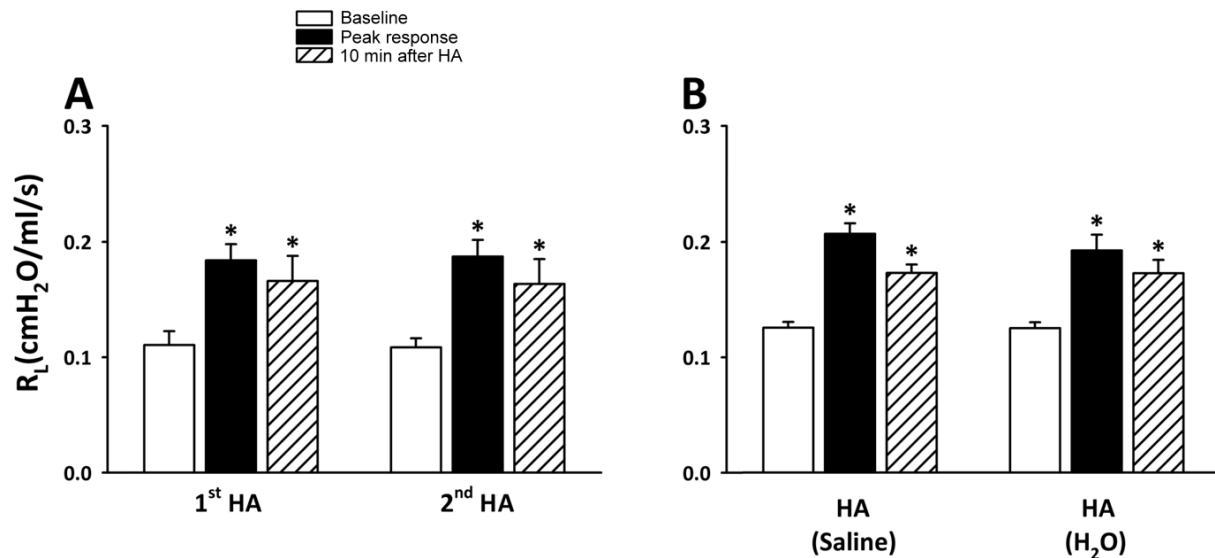 Baseline
Peak response
10 min after HA
A
R_L(cmH₂O/ml/s)
0.3
0.2
0.1
0.0
*
*
*
*
1ˢᵗ HA
2ⁿᵈ HA
B
0.3
0.2
0.1
0.0
*
*
*
*
HA
(Saline)
HA
(H₂O)